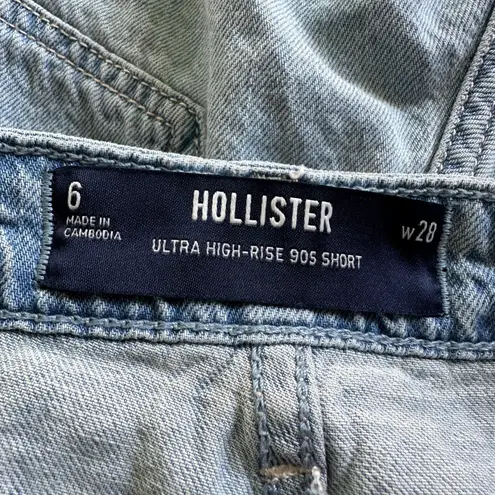 6
MADE IN
CAMBODIA
HOLLISTER
ULTRA HIGH-RISE 90S SHORT
W28